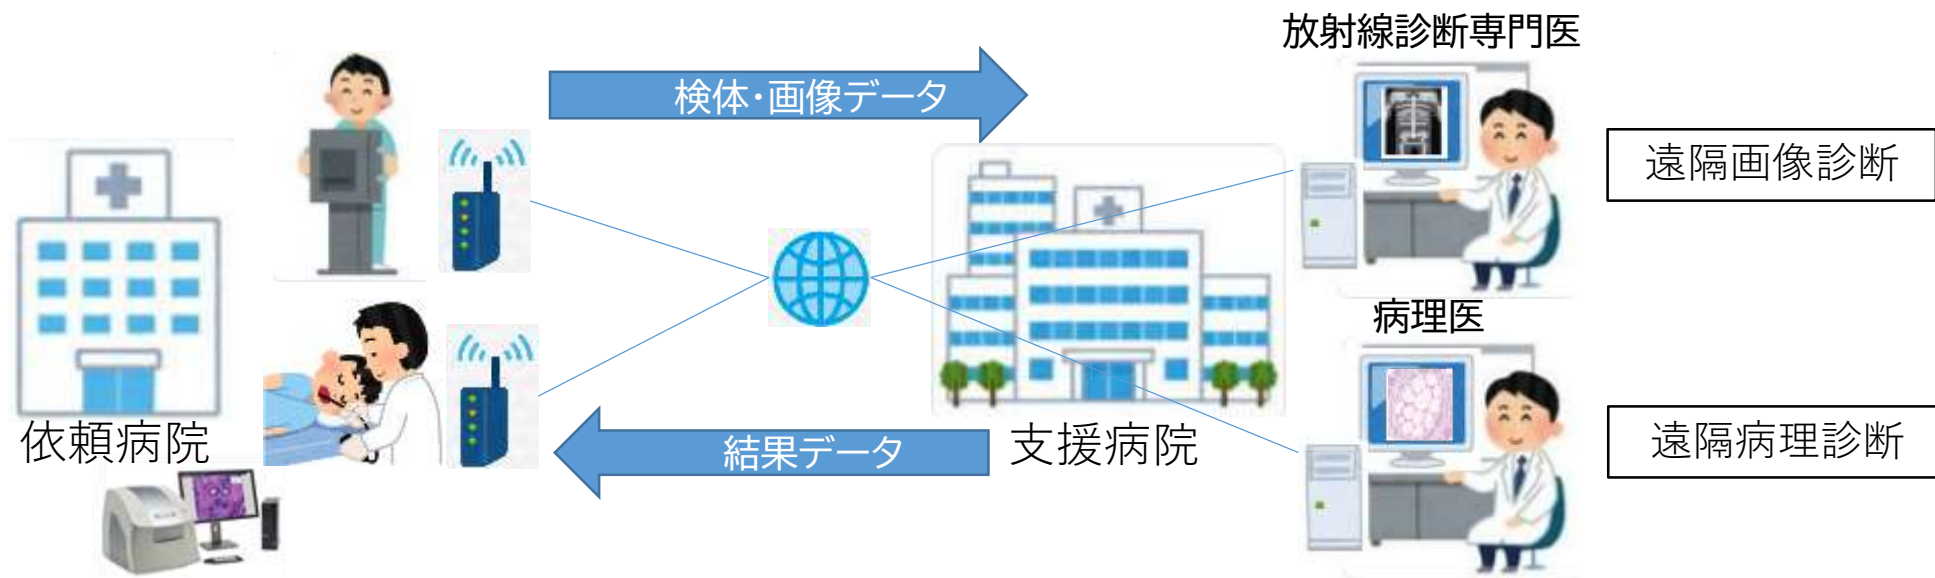 放射線診断専門医
検体・画像データ
遠隔画像診断
病理医
依頼病院
結果データ
支援病院
遠隔病理診断